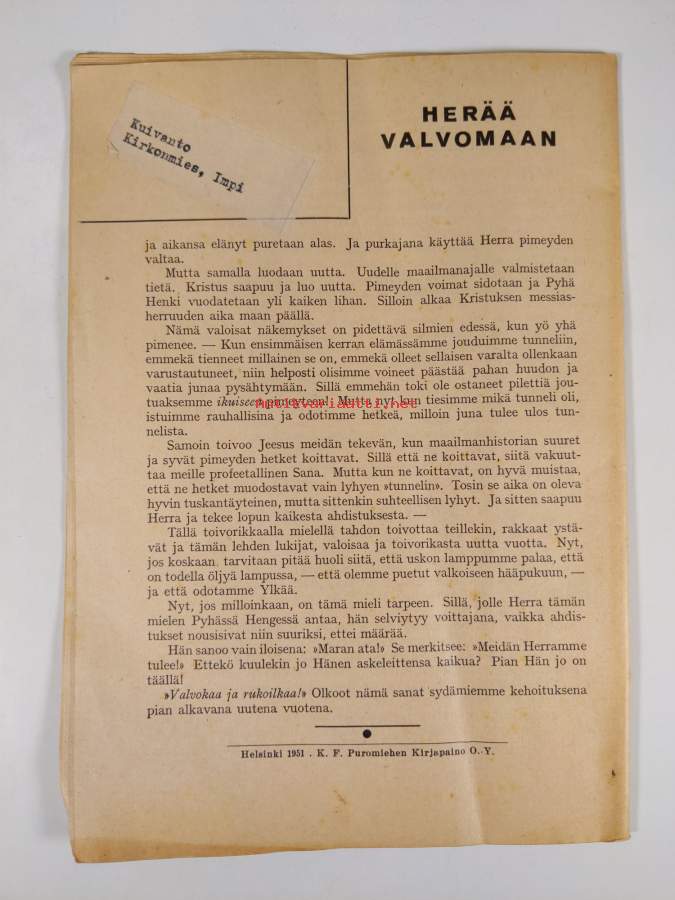 HERÄÄ
VALVOMAAN
Kuivanto
Kirkonmies, Impi
ja aikansa elänyt puretaan alas. Ja purkajana käyttää Herra pimeyden
valtaa.
Mutta samalla luodaan uutta. Uudelle maailmanajalle valmistetaan
tietä. Kristus saapuu ja luo uutta. Pimeyden voimat sidotaan ja Pyhä
Henki vuodatetaan yli kaiken lihan. Silloin alkaa Kristuksen messias-
herruuden aika maan päällä.
Nämä valoisat näkemykset on pidettävä silmien edessä, kun yö yhä
pimenee. — Kun ensimmäisen kerran elämässämme jouduimme tunneliin,
emmekä tienneet millainen se on, emmekä olleet sellaisen varalta ollenkaan
varustautuneet, niin helposti olisimme voineet päästää pahan huudon ja
vaatia junaa pysähtymään. Sillä emmehän toki ole ostaneet pilettiä jou-
tuaksemme ikuiseen pimeyteen! Mutta nyt kun tiesimme mikä tunneli oli,
istuimme rauhallisina ja odotimme hetkeä, milloin juna tulee ulos tun-
nelista.
Samoin toivoo Jeesus meidän tekevän, kun maailmanhistorian suuret
ja syvät pimeyden hetket koittavat. Sillä että ne koittavat, siitä vakuut-
taa meille profeetallinen Sana. Mutta kun ne koittavat, on hyvä muistaa,
että ne hetket muodostavat vain lyhyen »tunnelin». Tosin se aika on oleva
hyvin tuskantäyteinen, mutta sittenkin suhteellisen lyhyt. Ja sitten saapuu
Herra ja tekee lopun kaikesta ahdistuksesta. —
Tällä toivorikkaalla mielellä tahdon toivottaa teillekin, rakkaat ystä-
vät ja tämän lehden lukijat, valoisaa ja toivorikasta uutta vuotta. Nyt,
jos koskaan tarvitaan pitää huoli siitä, että uskon lamppumme palaa, että
on todella öljyä lampussa, — että olemme puetut valkoiseen hääpukuun, —
ja että odotamme Ylkää.
Nyt, jos milloinkaan, on tämä mieli tarpeen. Sillä, jolle Herra tämän
mielen Pyhässä Hengessä antaa, hän selviytyy voittajana, vaikka ahdis-
tukset nousisivat niin suuriksi, ettei määrää.
Hän sanoo vain iloisena: »Maran ata!» Se merkitsee: »Meidän Herramme
tulee!» Ettekö kuulekin jo Hänen askeleittensa kaikua? Pian Hän jo on
täällä!
»Valvokaa ja rukoilkaa!» Olkoot nämä sanat sydämiemme kehoituksena
pian alkavana uutena vuotena.
Helsinki 1951 . K. F. Puromiehen Kirjapaino O.-Y.
antikvariaatti.net